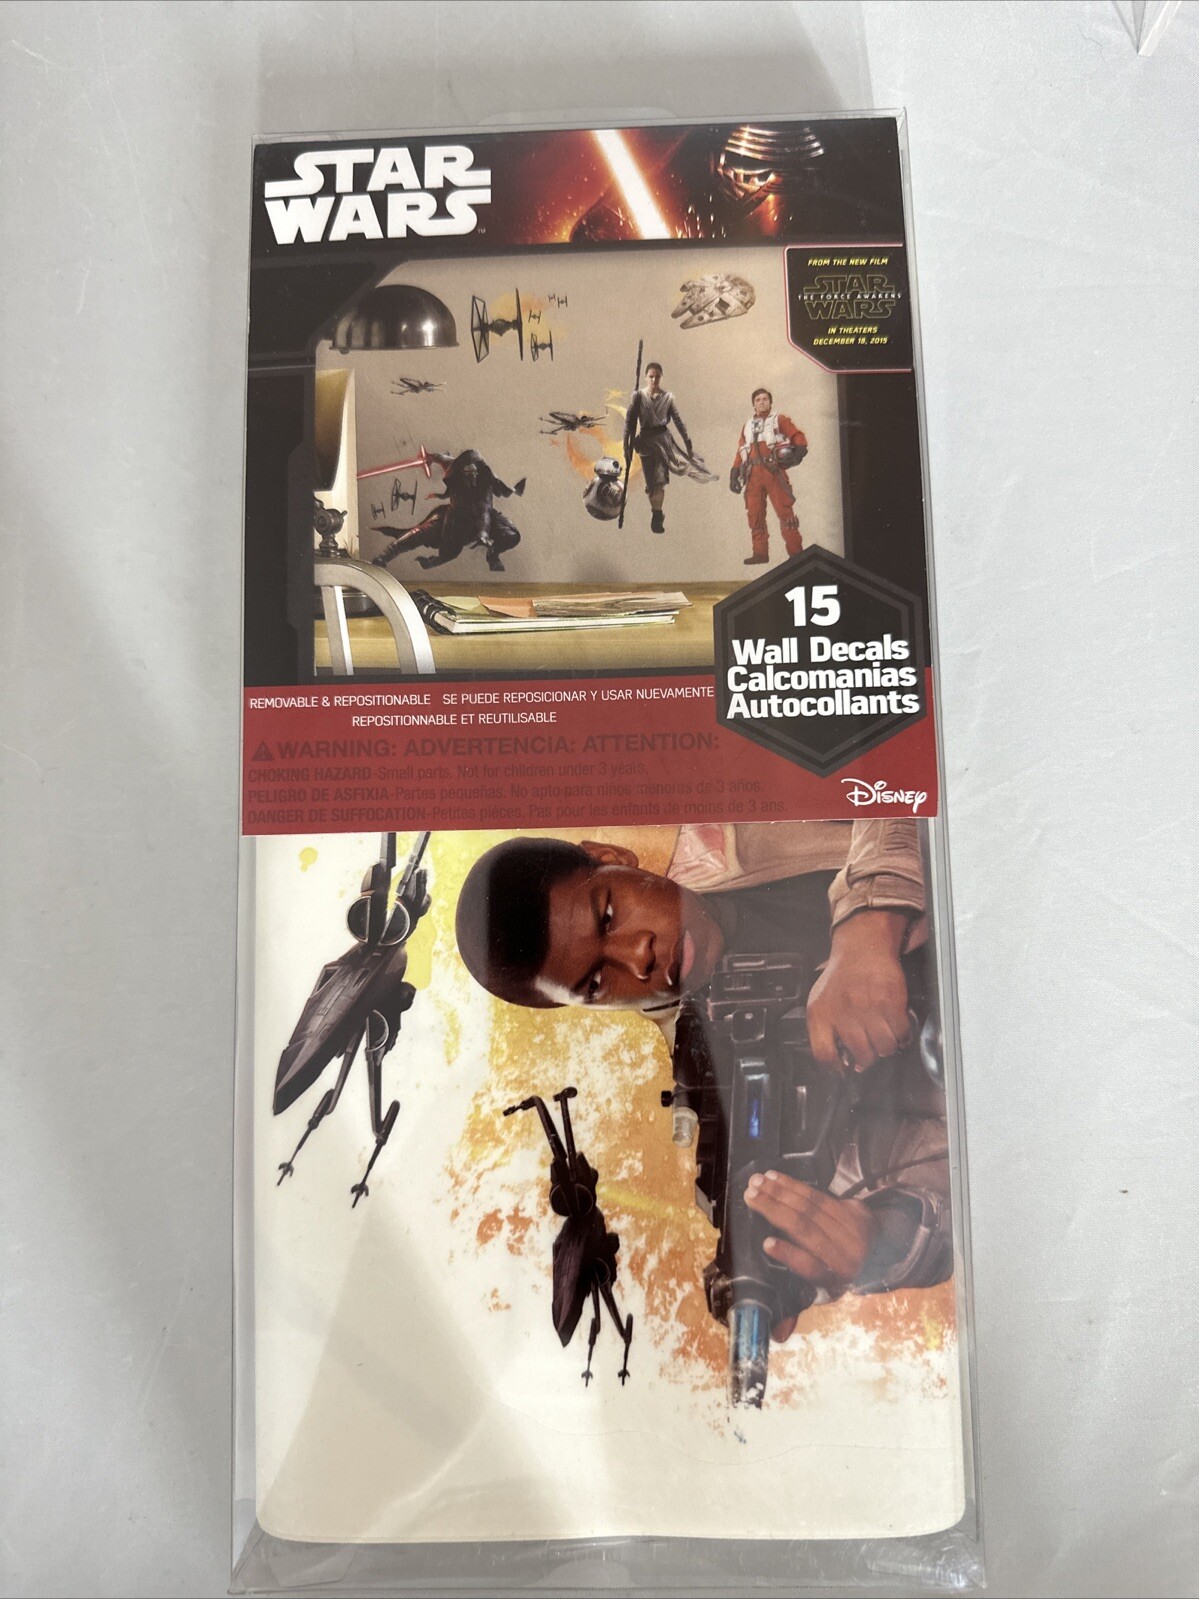 STAR
WARS™
FROM THE NEW FILM
STAR
THE FORCE AWAKENS
WARS
IN THEATERS
DECEMBER 18, 2015
15
Wall Decals
Calcomanias
Autocollants
REMOVABLE & REPOSITIONABLE SE PUEDE REPOSICIONAR Y USAR NUEVAMENTE
REPOSITIONNABLE ET REUTILISABLE
WARNING: ADVERTENCIA: ATTENTION:
CHOKING HAZARD-Small parts. Not for children under 3 years.
PELIGRO DE ASFIXIA-Partes pequeñas. No apto para niños menores de 3 años.
DANGER DE SUFFOCATION-Petites pièces. Pas pour les enfants de moins de 3 ans.
Disney